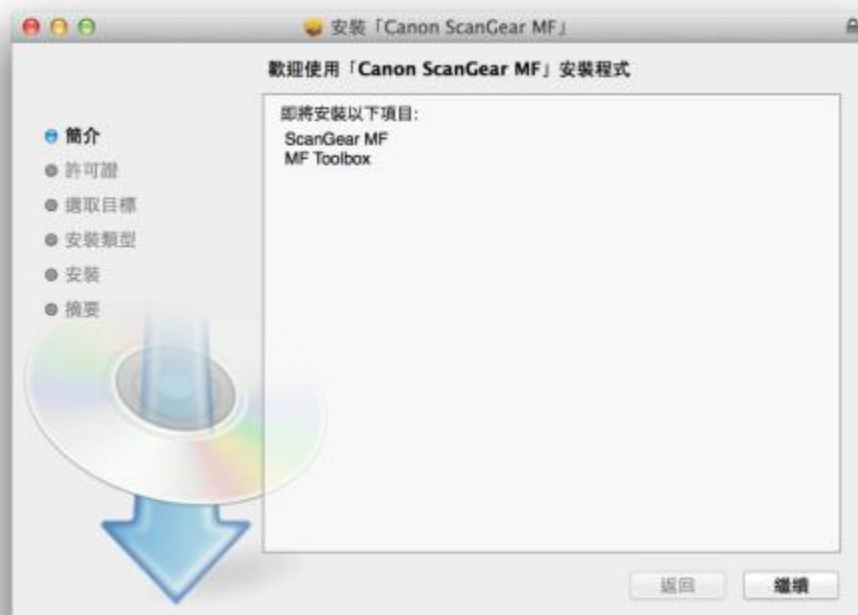 安裝「Canon ScanGear MF」
歡迎使用「Canon ScanGear MF」安裝程式
即將安裝以下項目:
ScanGear MF
MF Toolbox
簡介
許可證
選取目標
安裝類型
安裝
摘要
返回
繼續